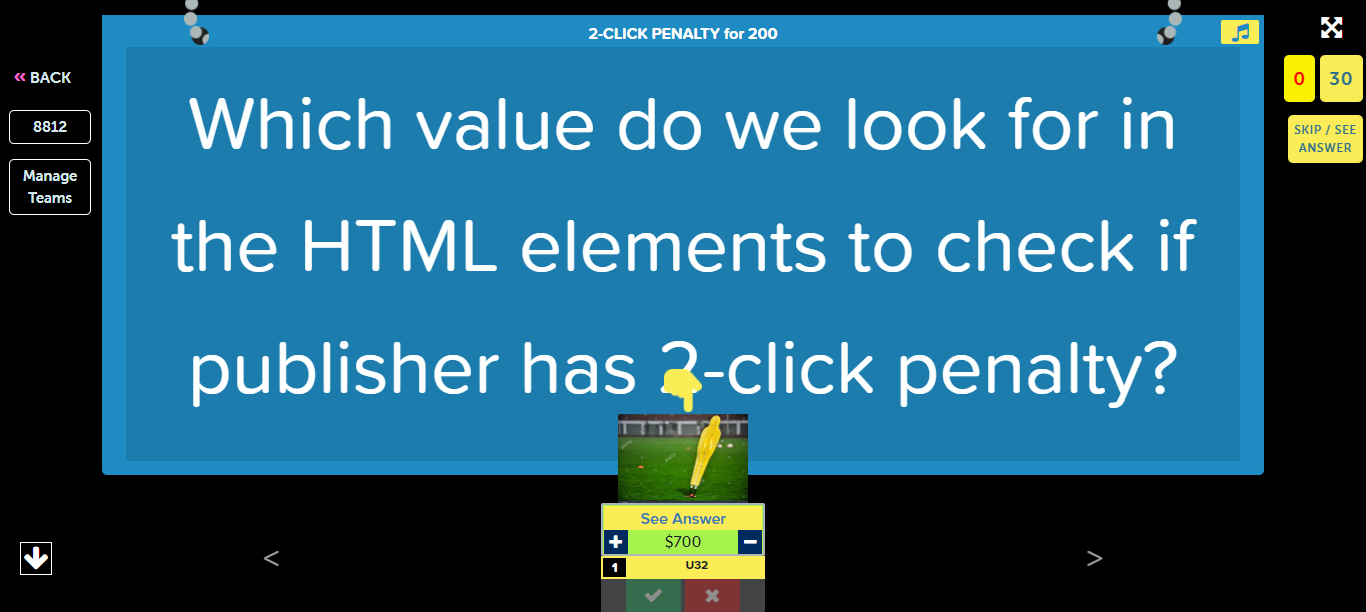 2-CLICK PENALTY for 200
« BACK
0
30
8812
SKIP / SEE
ANSWER
Manage
Teams
Which value do we look for in
the HTML elements to check if
publisher has 2-click penalty?
See Answer
+ $700 −
1 U32
< >